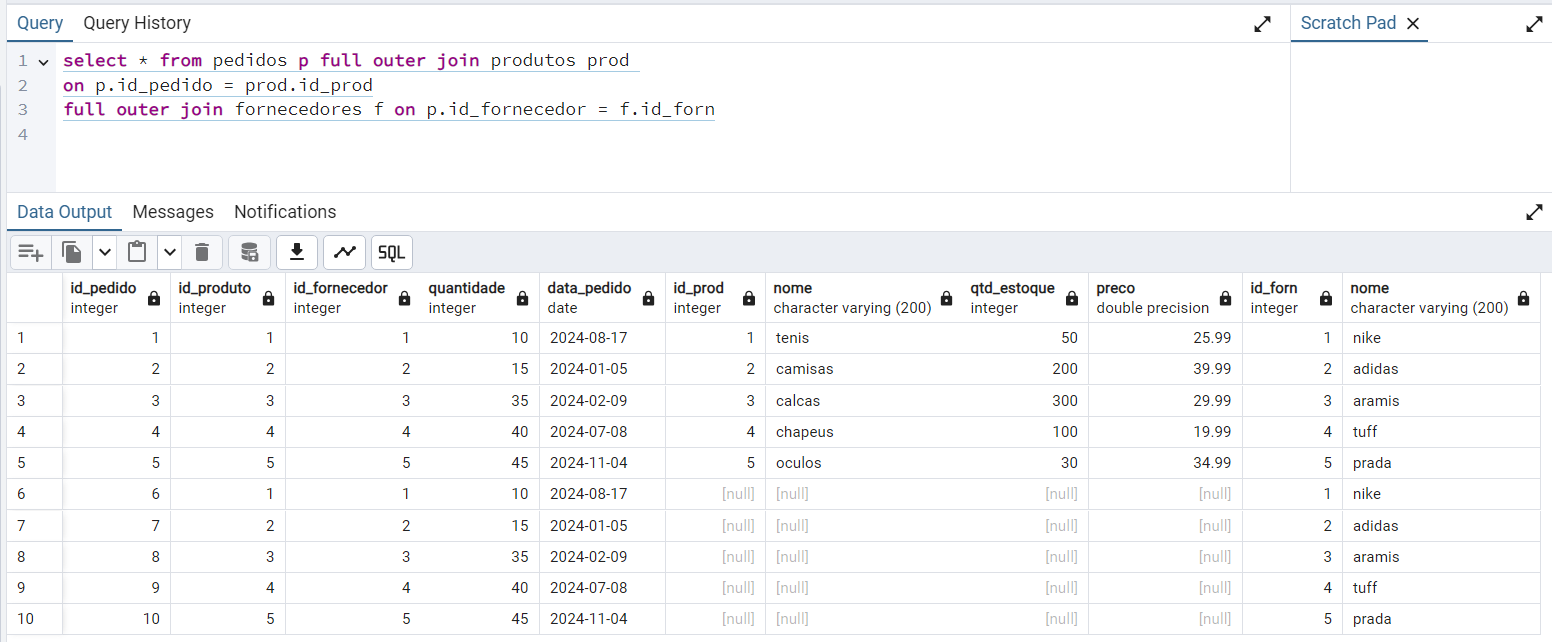 Query Query History Scratch Pad
1 select * from pedidos p full outer join produtos prod
2 on p.id_pedido = prod.id_prod
3 full outer join fornecedores f on p.id_fornecedor = f.id_forn
4
Data Output Messages Notifications
SQL
id_pedido id_produto id_fornecedor quantidade data_pedido id_prod nome qtd_estoque preco id_forn nome
integer integer integer integer date integer character varying (200) integer double precision integer character varying (200)
1 1 1 1 10 2024-08-17 1 tenis 50 25.99 1 nike
2 2 2 2 15 2024-01-05 2 camisas 200 39.99 2 adidas
3 3 3 3 35 2024-02-09 3 calcas 300 29.99 3 aramis
4 4 4 4 40 2024-07-08 4 chapeus 100 19.99 4 tuff
5 5 5 5 45 2024-11-04 5 oculos 30 34.99 5 prada
6 6 1 1 10 2024-08-17 [null] [null] [null] [null] 1 nike
7 7 2 2 15 2024-01-05 [null] [null] [null] [null] 2 adidas
8 8 3 3 35 2024-02-09 [null] [null] [null] [null] 3 aramis
9 9 4 4 40 2024-07-08 [null] [null] [null] [null] 4 tuff
10 10 5 5 45 2024-11-04 [null] [null] [null] [null] 5 prada